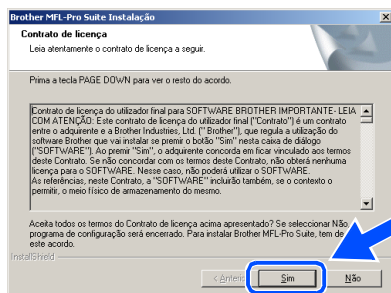 Brother MFL-Pro Suite Instalação
Contrato de licença
Leia atentamente o contrato de licença a seguir.
Prima a tecla PAGE DOWN para ver o resto do acordo.
Contrato de licença do utilizador final para SOFTWARE BROTHER IMPORTANTE- LEIA
COM ATENÇÃO: Este contrato de licença do utilizador final ("Contrato") é um contrato
entre o adquirente e a Brother Industries, Ltd. (" Brother"), que regula a utilização do
software Brother que vai instalar se premir o botão "Sim" nesta caixa de diálogo
("SOFTWARE"). Ao premir "Sim", o adquirente concorda em ficar vinculado aos termos
deste Contrato. Se não concordar com os termos deste Contrato, não obterá nenhuma
licença para o SOFTWARE. Nesse caso, não poderá utilizar o SOFTWARE.
As referências, neste Contrato, a "SOFTWARE" incluirão também, se o contexto o
permitir, o meio físico de armazenamento do mesmo.
Aceita todos os termos do Contrato de licença acima apresentado? Se seleccionar Não,
programa de configuração será encerrado. Para instalar Brother MFL-Pro Suite, tem de
este acordo.
InstallShield
< Anterior Sim Não